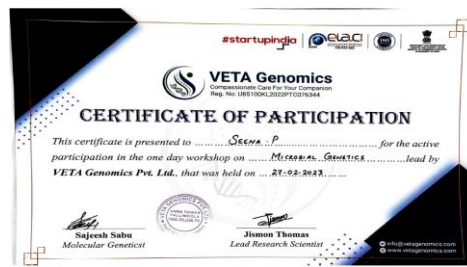 #startupindia
VETA Genomics
Compassionate Care For Your Companion
Reg. No: U85100KL2022PTC076344
CERTIFICATE OF PARTICIPATION
This certificate is presented to Seena . P for the active
participation in the one day workshop on Microbial Genetics lead by
VETA Genomics Pvt. Ltd., that was held on 27-02-2023
Sajeesh Sabu
Molecular Geneticst
Jismon Thomas
Lead Research Scientist
info@vetagenomics.com
www.vetagenomics.com